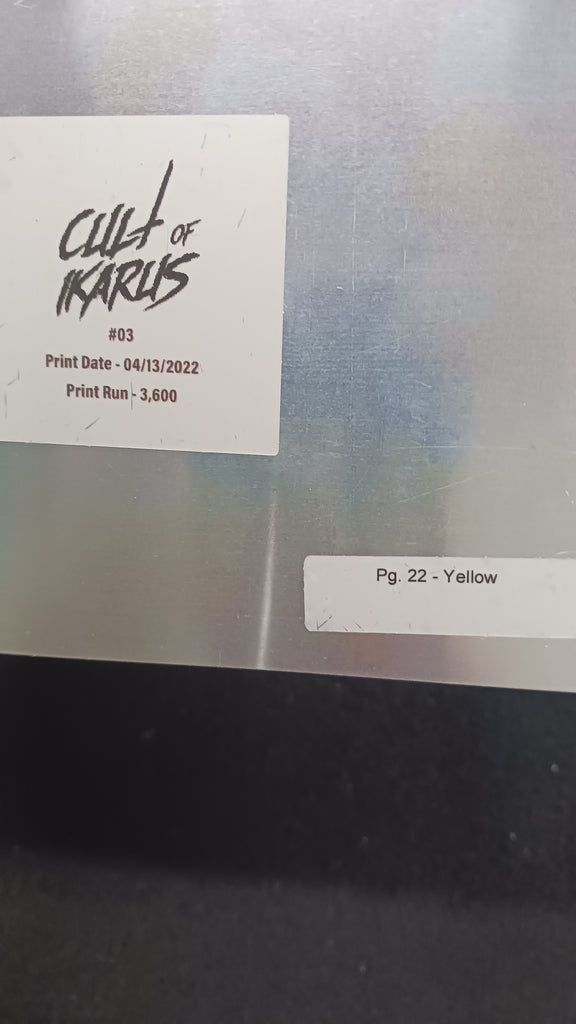 CULT OF
IKARUS
#03
Print Date - 04/13/2022
Print Run - 3,600
Pg. 22 - Yellow